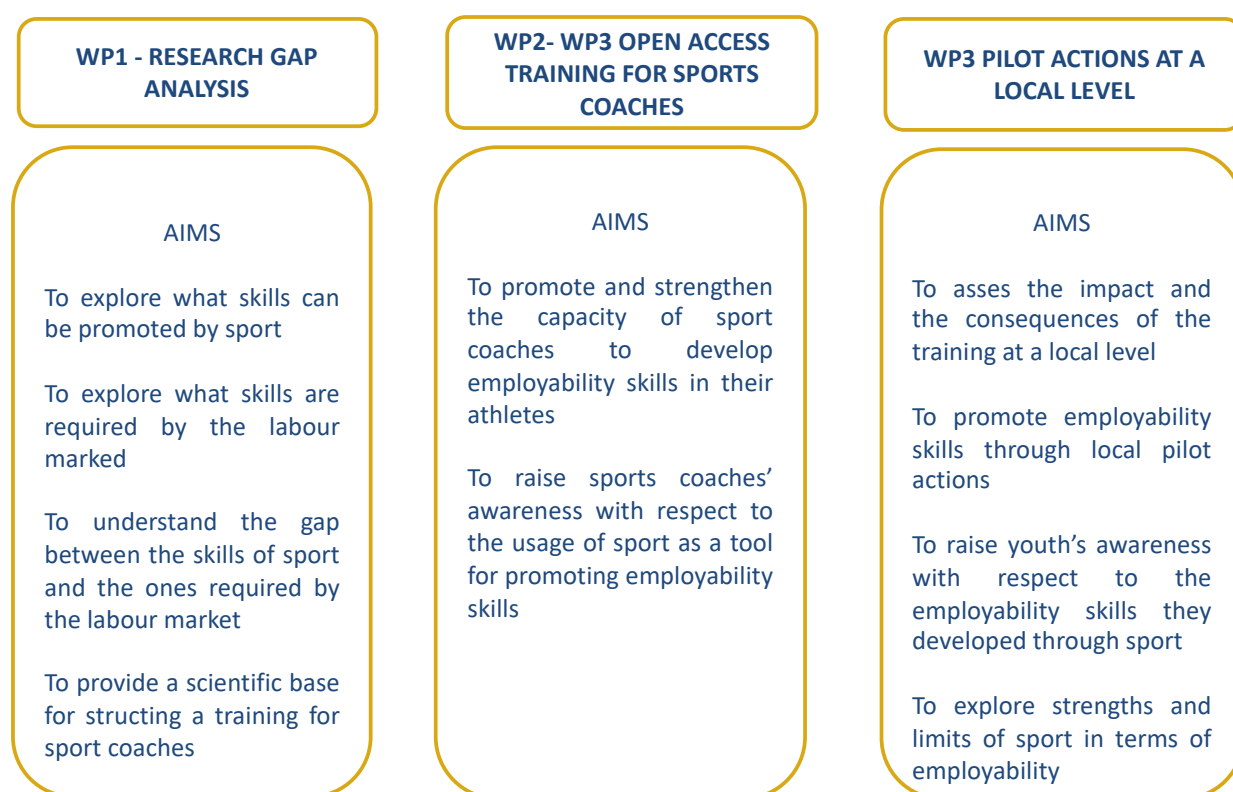 WP1 - RESEARCH GAP
ANALYSIS
AIMS
To explore what skills can
be promoted by sport
To explore what skills are
required by the labour
marked
To understand the gap
between the skills of sport
and the ones required by
the labour market
To provide a scientific base
for structing a training for
sport coaches
WP2- WP3 OPEN ACCESS
TRAINING FOR SPORTS
COACHES
AIMS
To promote and strengthen
the capacity of sport
coaches to develop
employability skills in their
athletes
To raise sports coaches’
awareness with respect to
the usage of sport as a tool
for promoting employability
skills
WP3 PILOT ACTIONS AT A
LOCAL LEVEL
AIMS
To asses the impact and
the consequences of the
training at a local level
To promote employability
skills through local pilot
actions
To raise youth’s awareness
with respect to the
employability skills they
developed through sport
To explore strengths and
limits of sport in terms of
employability